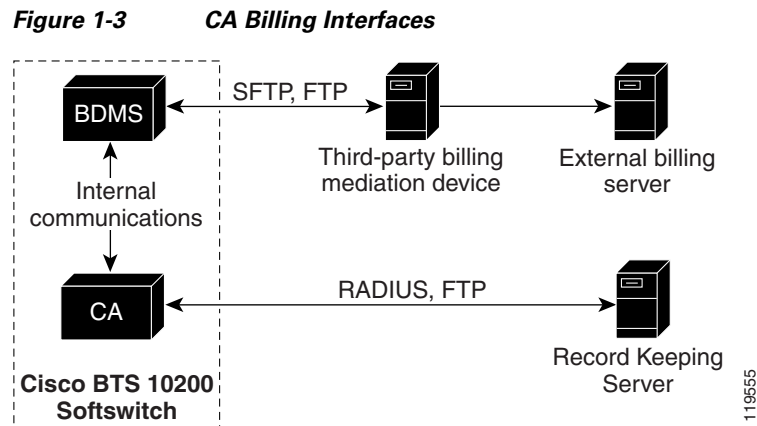 Figure 1-3 CA Billing Interfaces
BDMS
SFTP, FTP
Third-party billing
mediation device
External billing
server
Internal
communications
CA
RADIUS, FTP
Record Keeping
Server
Cisco BTS 10200
Softswitch
119555